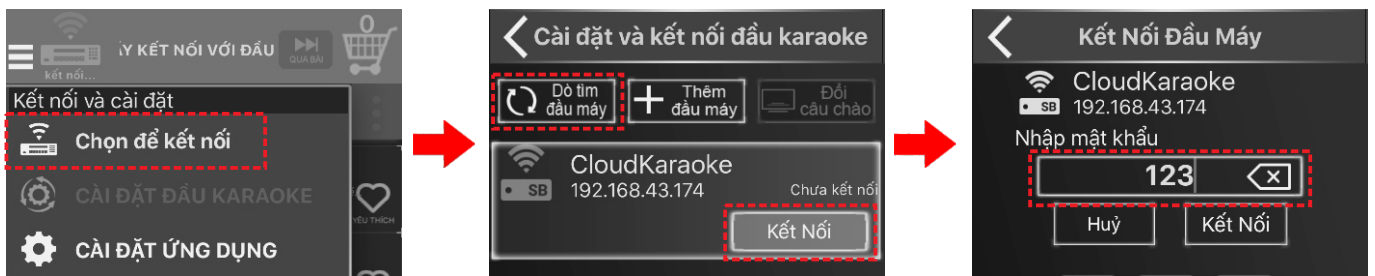 0
ÃY KẾT NỐI VỚI ĐẦU
QUA BÀI
kết nối...
Kết nối và cài đặt
Chọn để kết nối
CÀI ĐẶT ĐẦU KARAOKE
YÊU THÍCH
CÀI ĐẶT ỨNG DỤNG
Cài đặt và kết nối đầu karaoke
Dò tìm
đầu máy
Thêm
đầu máy
Đổi
câu chào
CloudKaraoke
SB 192.168.43.174
Chưa kết nối
Kết Nối
Kết Nối Đầu Máy
CloudKaraoke
SB 192.168.43.174
Nhập mật khẩu
123
Huỷ
Kết Nối